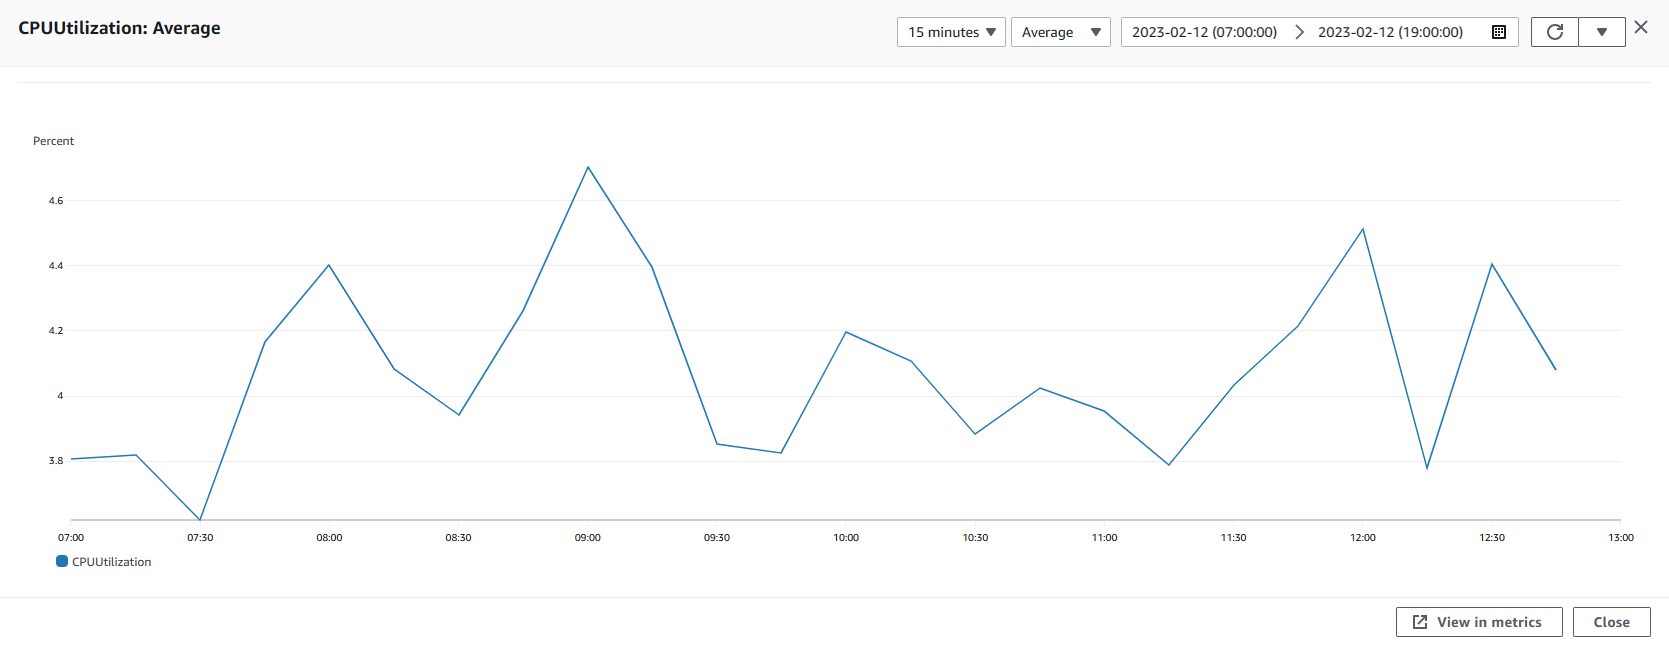 CPUUtilization: Average
15 minutes
Average
2023-02-12 (07:00:00)
2023-02-12 (19:00:00)
Percent
4.6
4.4
4.2
4
3.8
07:00
07:30
08:00
08:30
09:00
09:30
10:00
10:30
11:00
11:30
12:00
12:30
13:00
CPUUtilization
View in metrics
Close